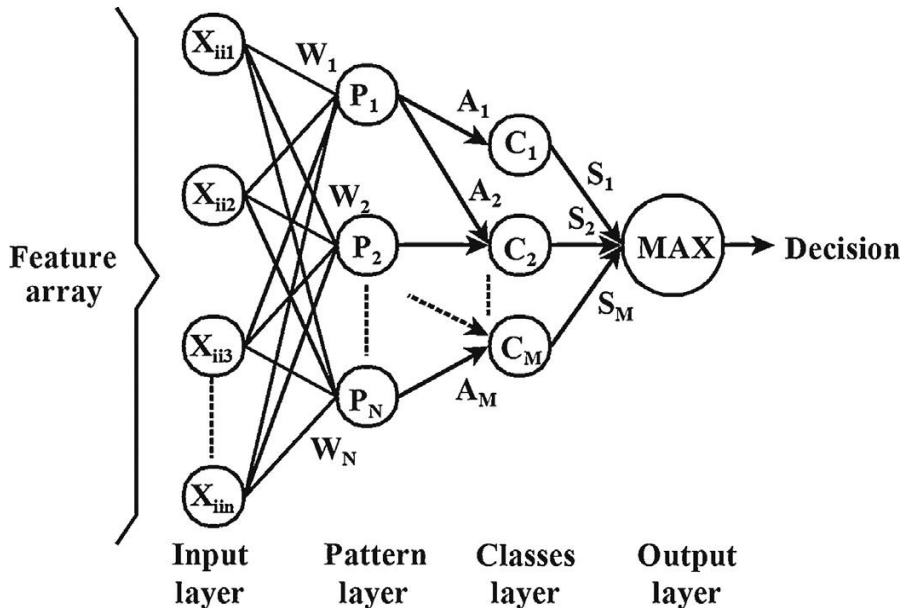 X_ii1
W_1
P_1
A_1
C_1
S_1
X_ii2
W_2
A_2
S_2
Feature
array
P_2
C_2
MAX
Decision
S_M
X_ii3
C_M
P_N
A_M
W_N
X_iin
Input
layer
Pattern
layer
Classes
layer
Output
layer